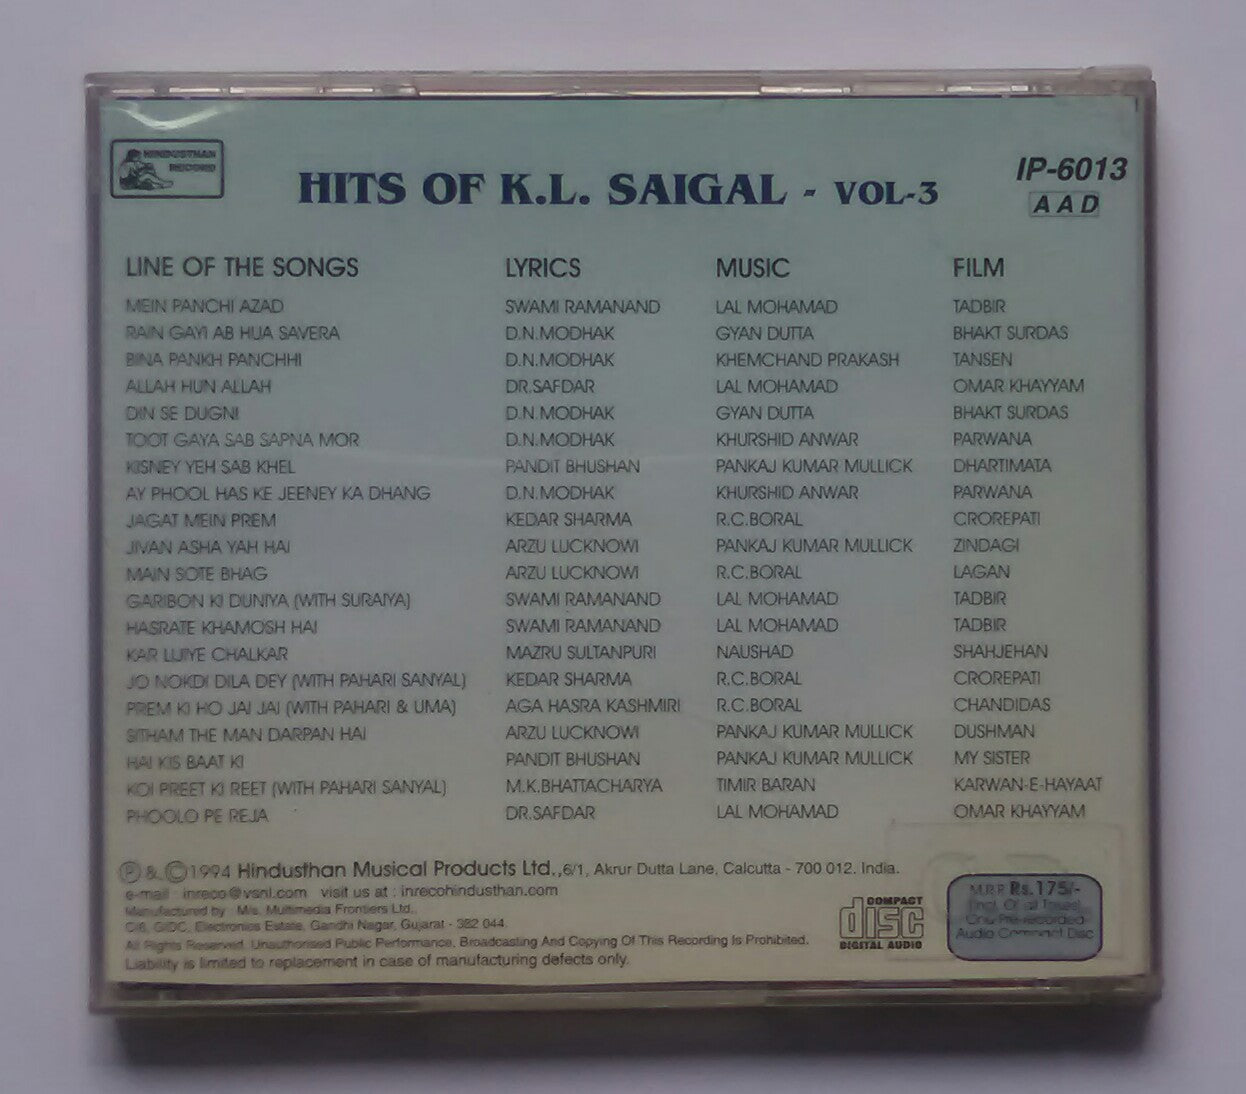 HINDUSTHAN
RECORD
HITS OF K.L. SAIGAL - VOL-3
IP-6013
AAD
LINE OF THE SONGS LYRICS MUSIC FILM
MEIN PANCHI AZAD SWAMI RAMANAND LAL MOHAMAD TADBIR
RAIN GAYI AB HUA SAVERA D.N.MODHAK GYAN DUTTA BHAKT SURDAS
BINA PANKH PANCHHI D.N.MODHAK KHEMCHAND PRAKASH TANSEN
ALLAH HUN ALLAH DR.SAFDAR LAL MOHAMAD OMAR KHAYYAM
DIN SE DUGNI D.N.MODHAK GYAN DUTTA BHAKT SURDAS
TOOT GAYA SAB SAPNA MOR D.N.MODHAK KHURSHID ANWAR PARWANA
KISNEY YEH SAB KHEL PANDIT BHUSHAN PANKAJ KUMAR MULLICK DHARTIMATA
AY PHOOL HAS KE JEENEY KA DHANG D.N.MODHAK KHURSHID ANWAR PARWANA
JAGAT MEIN PREM KEDAR SHARMA R.C.BORAL CROREPATI
JIVAN ASHA YAH HAI ARZU LUCKNOWI PANKAJ KUMAR MULLICK ZINDAGI
MAIN SOTE BHAG ARZU LUCKNOWI R.C.BORAL LAGAN
GARIBON KI DUNIYA (WITH SURAIYA) SWAMI RAMANAND LAL MOHAMAD TADBIR
HASRATE KHAMOSH HAI SWAMI RAMANAND LAL MOHAMAD TADBIR
KAR LIJIYE CHALKAR MAZRU SULTANPURI NAUSHAD SHAHJEHAN
JO NOKDI DILA DEY (WITH PAHARI SANYAL) KEDAR SHARMA R.C.BORAL CROREPATI
PREM KI HO JAI JAI (WITH PAHARI & UMA) AGA HASRA KASHMIRI R.C.BORAL CHANDIDAS
SITHAM THE MAN DARPAN HAI ARZU LUCKNOWI PANKAJ KUMAR MULLICK DUSHMAN
HAI KIS BAAT KI PANDIT BHUSHAN PANKAJ KUMAR MULLICK MY SISTER
KOI PREET KI REET (WITH PAHARI SANYAL) M.K.BHATTACHARYA TIMIR BARAN KARWAN-E-HAYAAT
PHOOLO PE REJA DR.SAFDAR LAL MOHAMAD OMAR KHAYYAM
℗ & ©1994 Hindusthan Musical Products Ltd.,6/1, Akrur Dutta Lane, Calcutta - 700 012. India.
e-mail : inreco@vsnl.com visit us at : inrecohindusthan.com
Manufactured by : M/s. Multimedia Frontiers Ltd.,
GIDC, Electronics Estate, Gandhi Nagar, Gujarat - 382 044.
All Rights Reserved. Unauthorised Public Performance, Broadcasting And Copying Of This Recording Is Prohibited.
Liability is limited to replacement in case of manufacturing defects only.
COMPACT
disc
DIGITAL AUDIO
M.R.P. Rs.175/-
(Incl. Of all Taxes)
One Pre-recorded
Audio Compact Disc